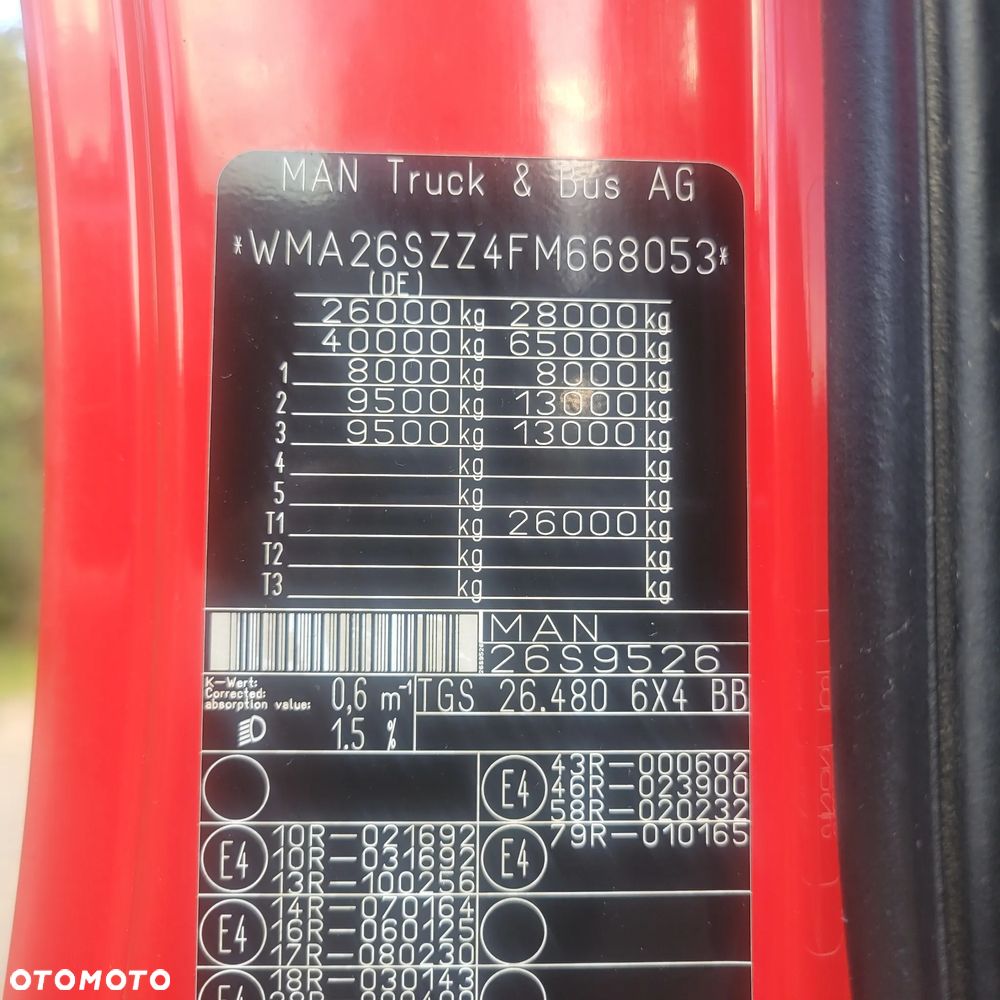 MAN Truck & Bus AG
*WMA26SZZ4FM668053*
(DE)
26000 kg 28000 kg
40000 kg 65000 kg
1 8000 kg 8000 kg
2 9500 kg 13000 kg
3 9500 kg 13000 kg
4 kg kg
5 kg kg
T1 kg 26000 kg
T2 kg kg
T3 kg kg
26S9526
MAN
26S9526
K-Wert:
Corrected
absorption value: 0,6 m-1
TGS 26.480 6X4 BB
1.5 %
E4 43R-000602
46R-023900
58R-020232
E4 79R-010165
E4 10R-021692
10R-031692
13R-100256
E4 14R-070164
16R-060125
17R-080230
E4 18R-030143
OTOMOTO